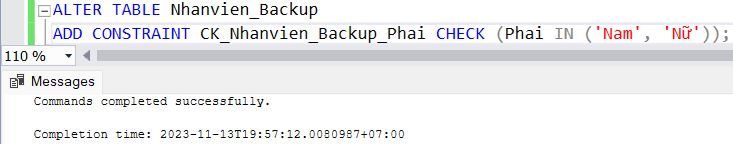 ALTER TABLE Nhanvien_Backup
ADD CONSTRAINT CK_Nhanvien_Backup_Phai CHECK (Phai IN ('Nam', 'Nữ'));
110 %
Messages
Commands completed successfully.
Completion time: 2023-11-13T19:57:12.0080987+07:00